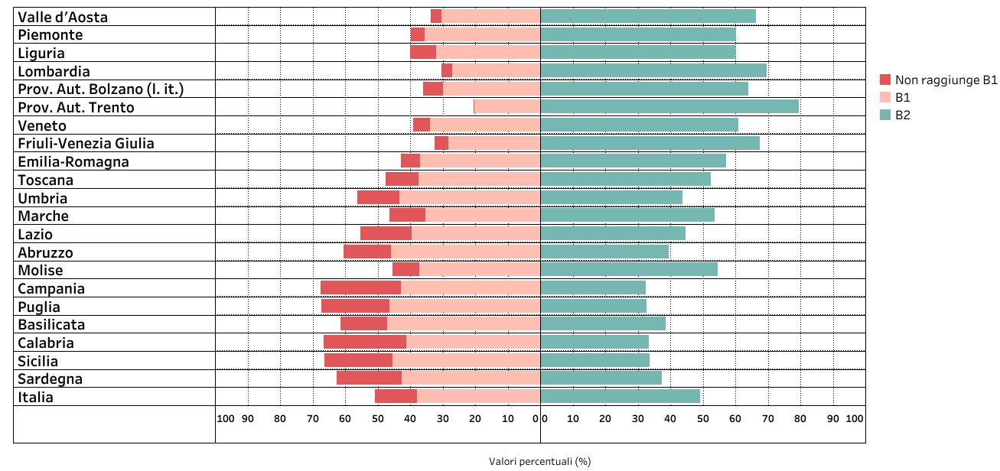 Valle d’Aosta
Piemonte
Liguria
Lombardia
Prov. Aut. Bolzano (l. it.)
Prov. Aut. Trento
Veneto
Friuli-Venezia Giulia
Emilia-Romagna
Toscana
Umbria
Marche
Lazio
Abruzzo
Molise
Campania
Puglia
Basilicata
Calabria
Sicilia
Sardegna
Italia
100 90 80 70 60 50 40 30 20 10 0 0 10 20 30 40 50 60 70 80 90 100
Valori percentuali (%)
Non raggiunge B1
B1
B2